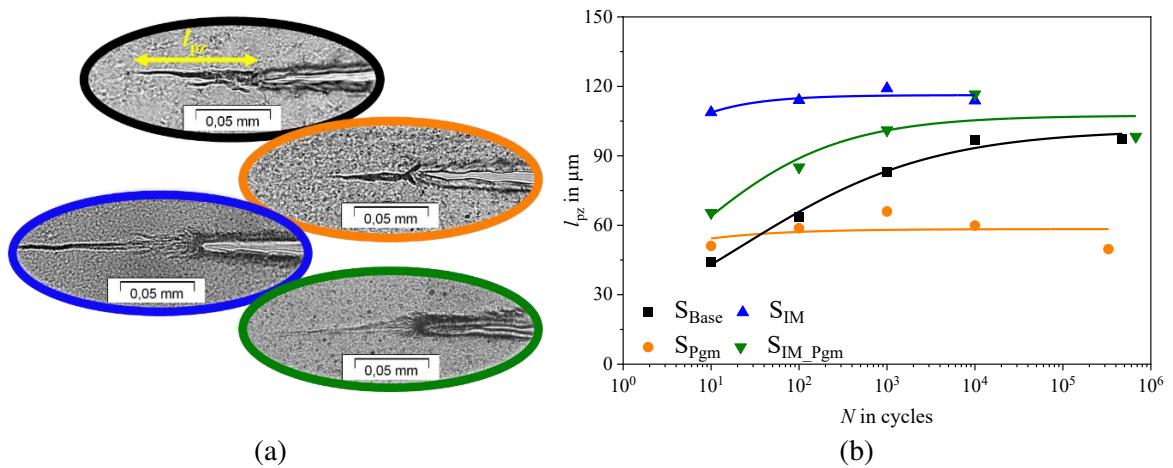 l_pz
0,05 mm
0,05 mm
0,05 mm
0,05 mm
(a)
150
120
90
60
30
0
l_pz in µm
S_Base
S_IM
S_Pgm
S_IM_Pgm
10^0
10^1
10^2
10^3
10^4
10^5
10^6
N in cycles
(b)